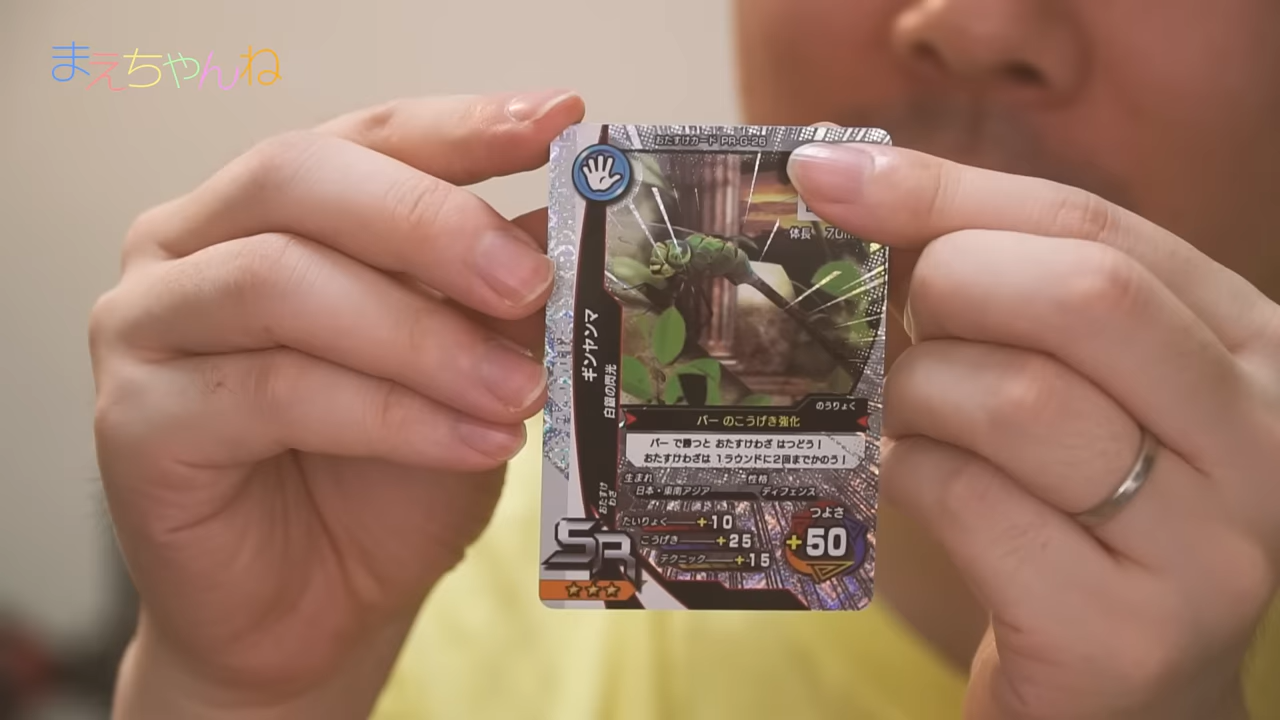 まえちゃんね
おたすけカード PR-G-26
体長 7.0
ギンヤンマ
白銀の閃光
おたすけ
わざ
のうりょく
パー のこうげき強化
パー で勝つと おたすけわざ はつどう!
おたすけわざは 1ラウンドに2回までかのう!
生まれ 性格
日本・東南アジア ディフェンス
たいりょく +10
こうげき +25
テクニック +15
つよさ
+50
SR